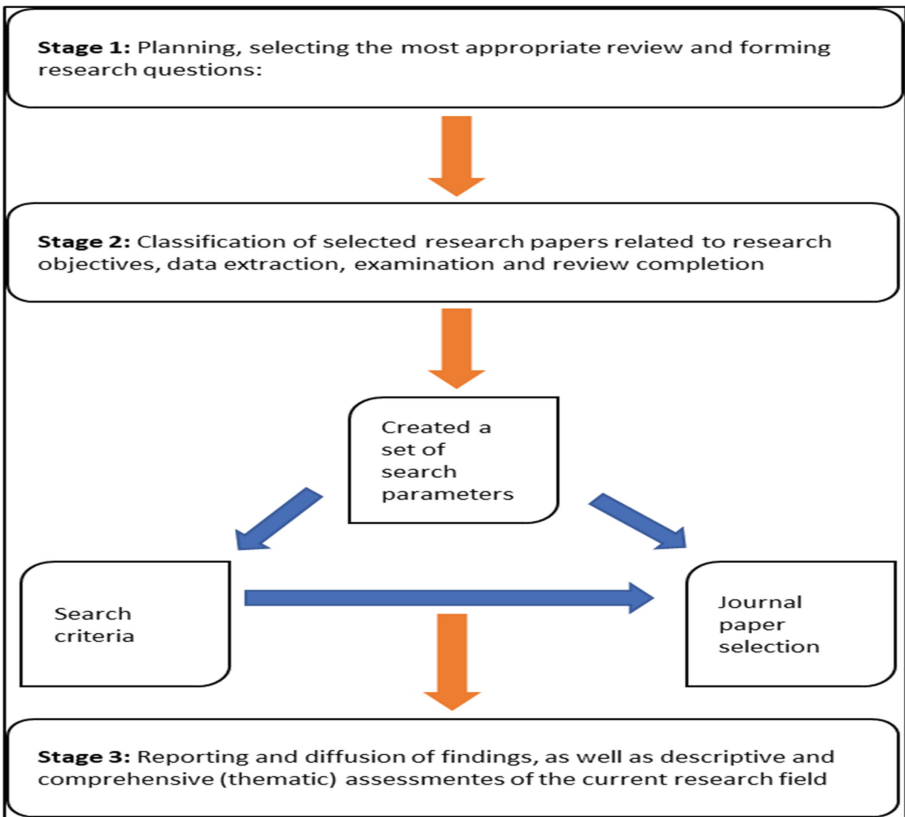 Stage 1: Planning, selecting the most appropriate review and forming
research questions:
Stage 2: Classification of selected research papers related to research
objectives, data extraction, examination and review completion
Created a
set of
search
parameters
Search
criteria
Journal
paper
selection
Stage 3: Reporting and diffusion of findings, as well as descriptive and
comprehensive (thematic) assessmentes of the current research field